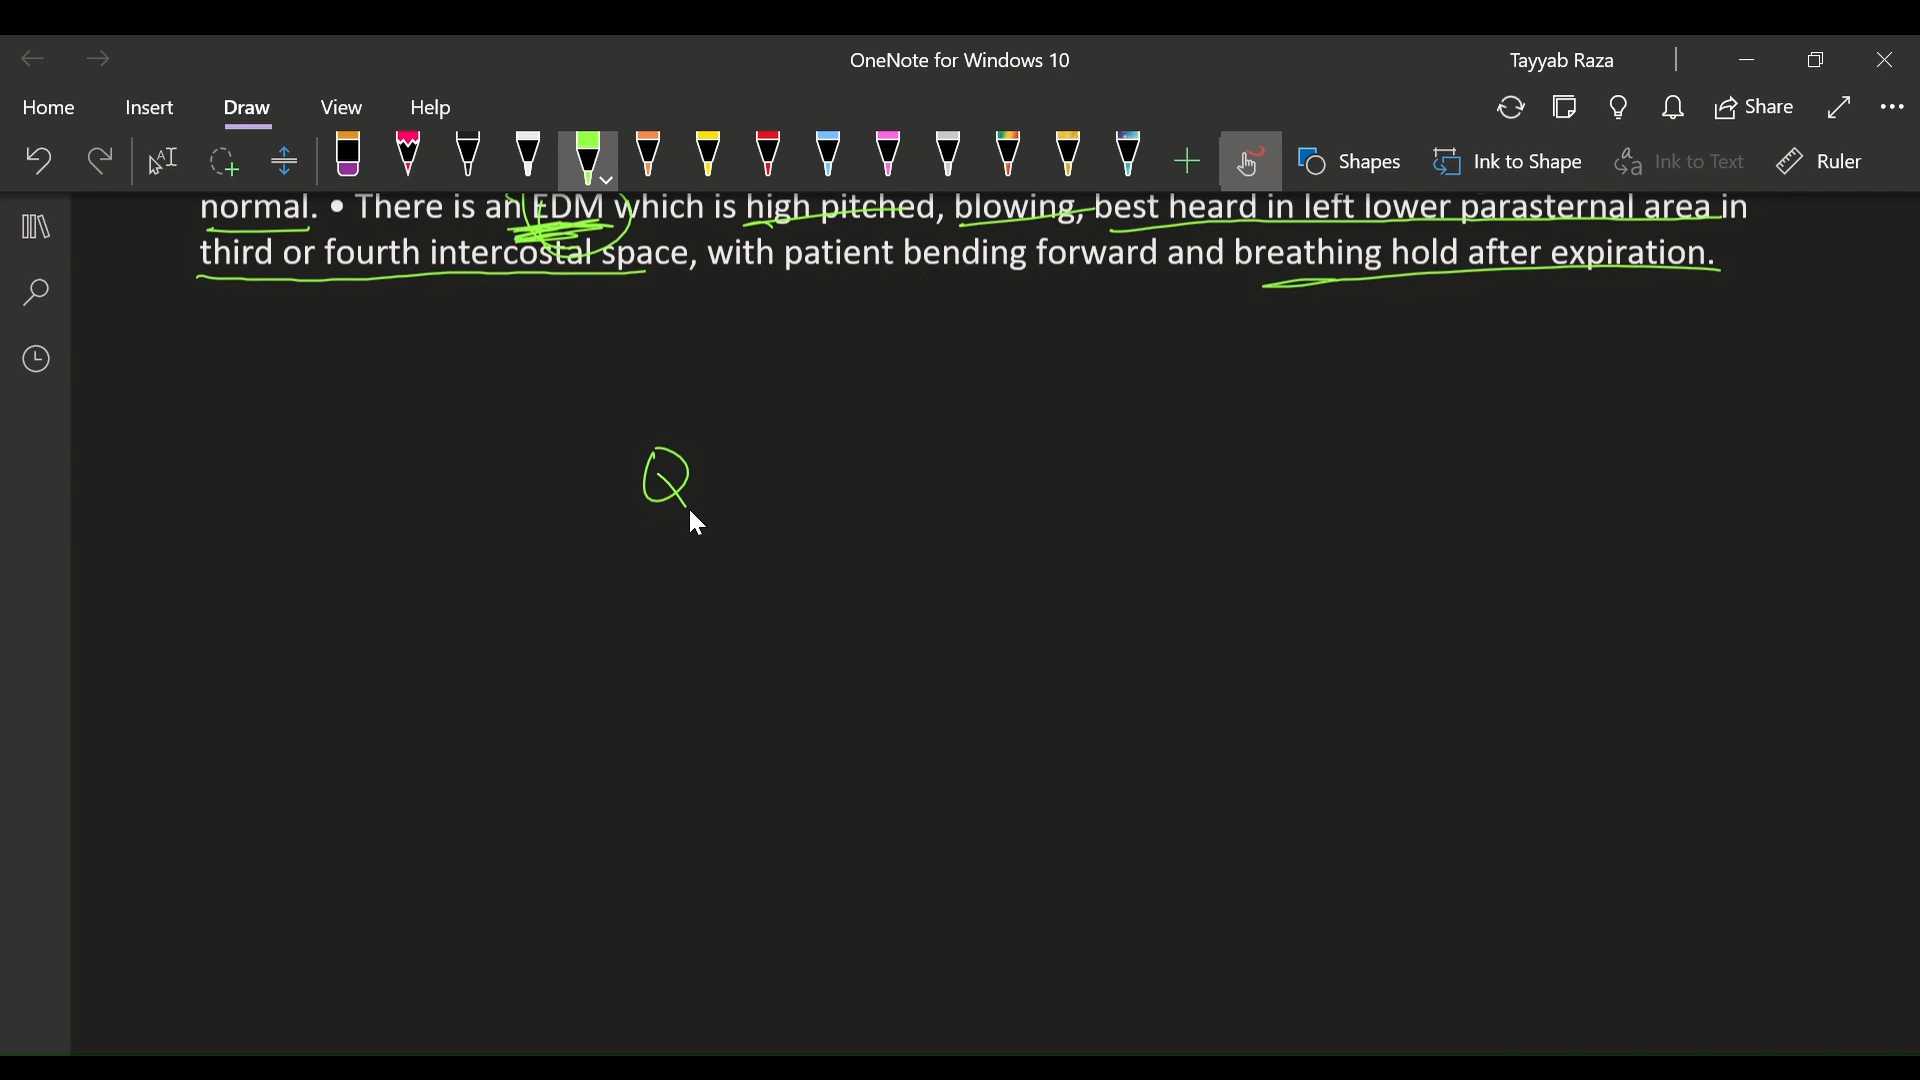 OneNote for Windows 10
Tayyab Raza
Home Insert Draw View Help
Share
Shapes Ink to Shape Ink to Text Ruler
normal. • There is an EDM which is high pitched, blowing, best heard in left lower parasternal area in
third or fourth intercostal space, with patient bending forward and breathing hold after expiration.
Q